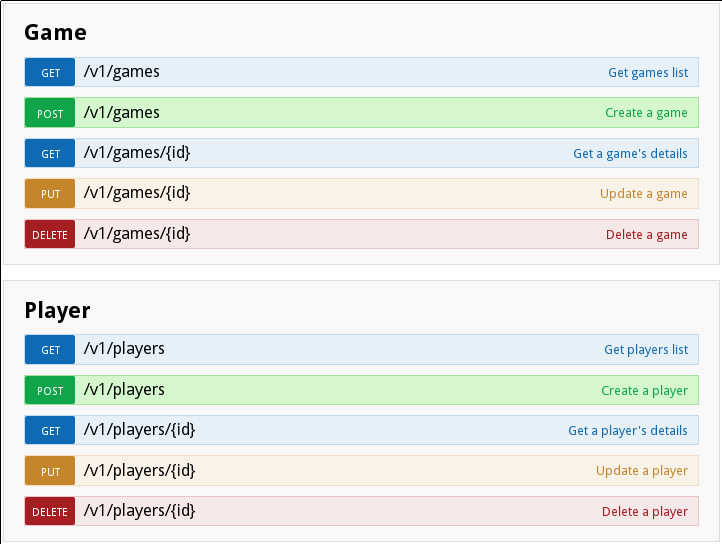 Game
GET /v1/games Get games list
POST /v1/games Create a game
GET /v1/games/{id} Get a game's details
PUT /v1/games/{id} Update a game
DELETE /v1/games/{id} Delete a game
Player
GET /v1/players Get players list
POST /v1/players Create a player
GET /v1/players/{id} Get a player's details
PUT /v1/players/{id} Update a player
DELETE /v1/players/{id} Delete a player